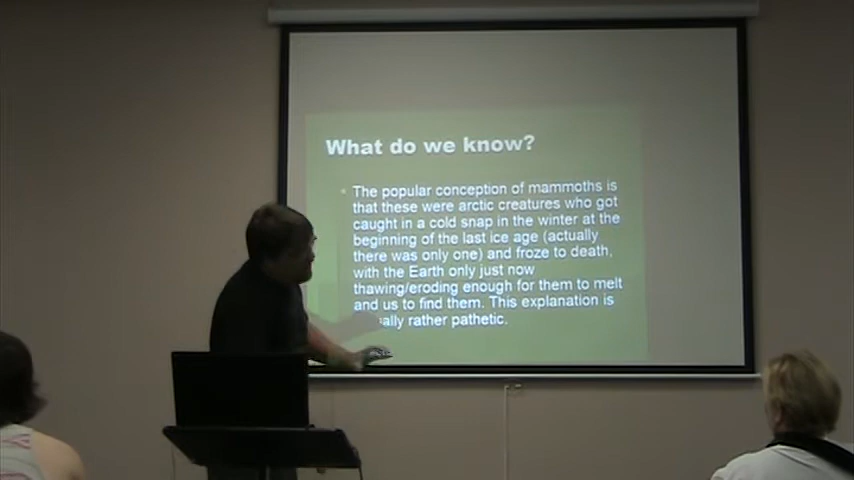 What do we know?
The popular conception of mammoths is
that these were arctic creatures who got
caught in a cold snap in the winter at the
beginning of the last ice age (actually
there was only one) and froze to death,
with the Earth only just now
thawing/eroding enough for them to melt
and us to find them. This explanation is
rather pathetic.